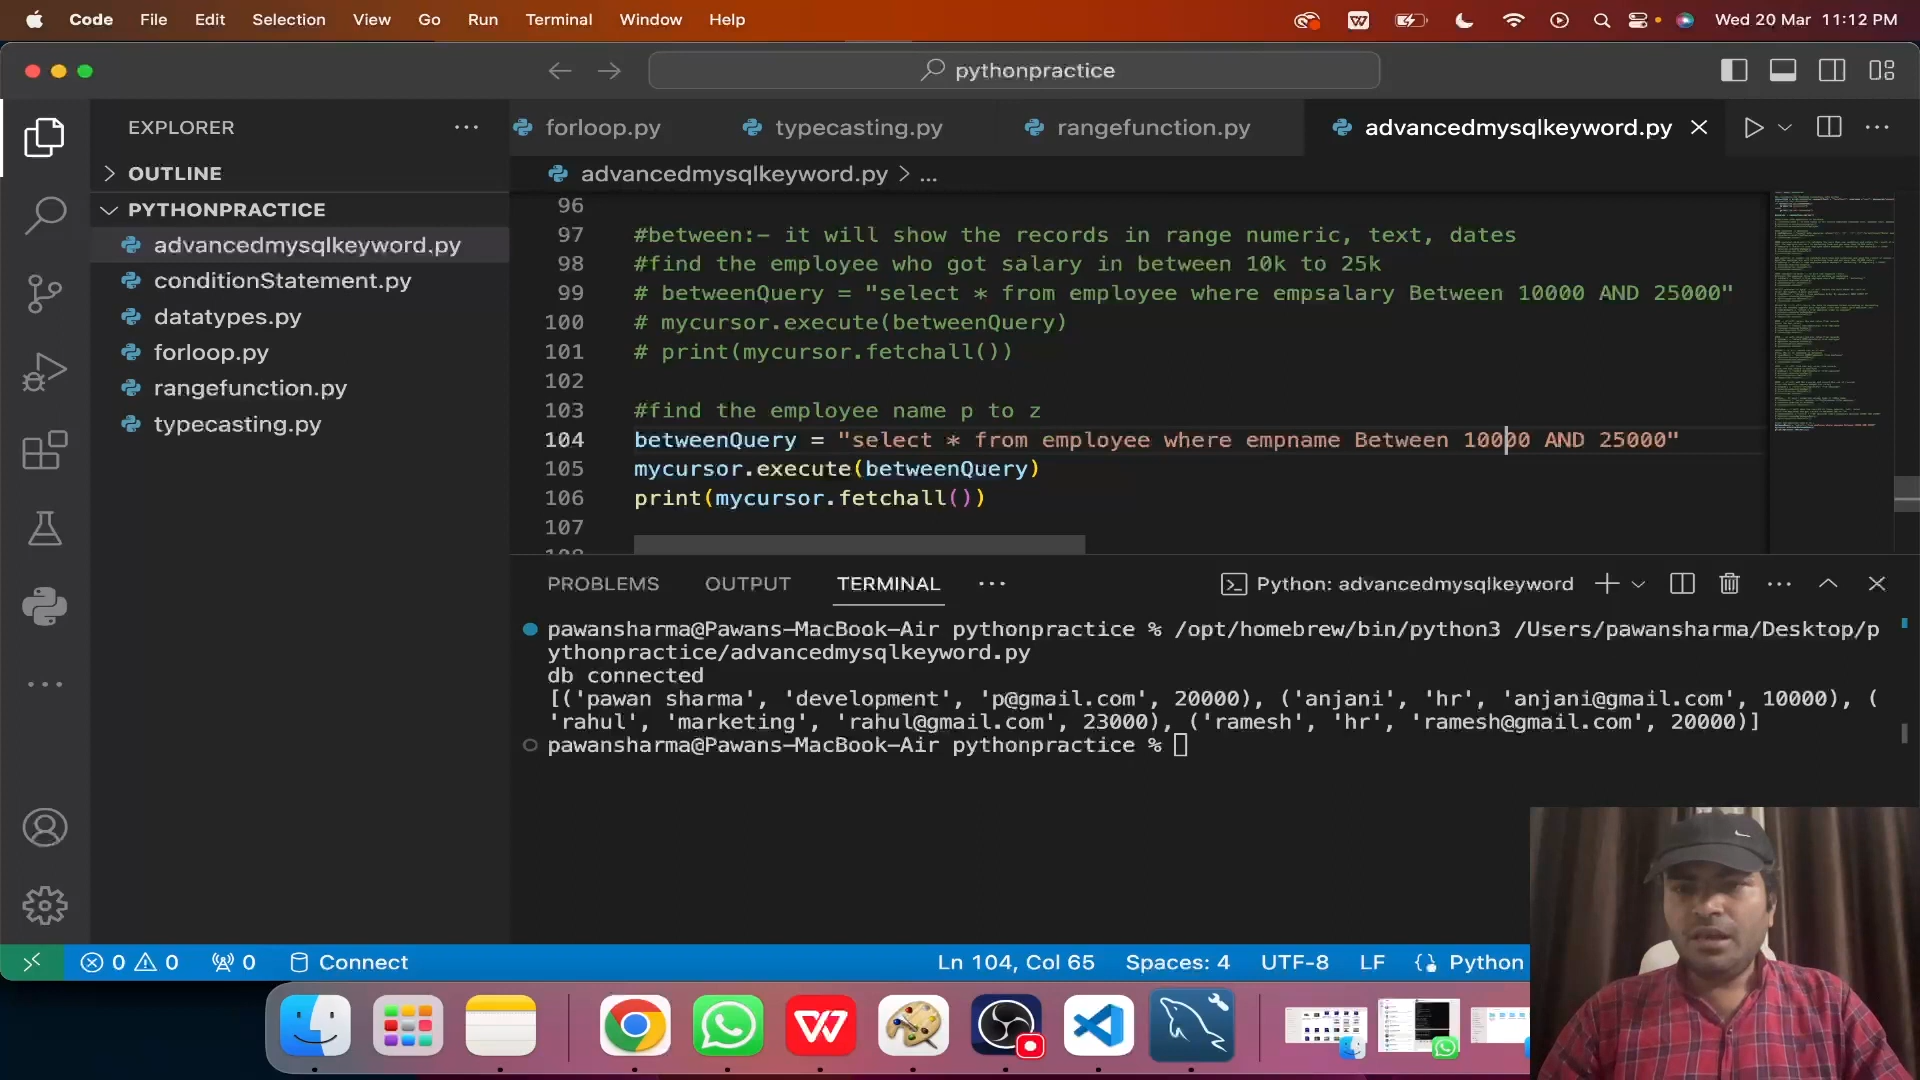 Code File Edit Selection View Go Run Terminal Window Help Wed 20 Mar 11:12 PM
pythonpractice
EXPLORER
forloop.py typecasting.py rangefunction.py advancedmysqlkeyword.py
OUTLINE
advancedmysqlkeyword.py > ...
PYTHONPRACTICE
advancedmysqlkeyword.py
conditionStatement.py
datatypes.py
forloop.py
rangefunction.py
typecasting.py
96
97 #between:- it will show the records in range numeric, text, dates
98 #find the employee who got salary in between 10k to 25k
99 # betweenQuery = "select * from employee where empsalary Between 10000 AND 25000"
100 # mycursor.execute(betweenQuery)
101 # print(mycursor.fetchall())
102
103 #find the employee name p to z
104 betweenQuery = "select * from employee where empname Between 10000 AND 25000"
105 mycursor.execute(betweenQuery)
106 print(mycursor.fetchall())
107
PROBLEMS OUTPUT TERMINAL Python: advancedmysqlkeyword
pawansharma@Pawans-MacBook-Air pythonpractice % /opt/homebrew/bin/python3 /Users/pawansharma/Desktop/p
ythonpractice/advancedmysqlkeyword.py
db connected
[('pawan sharma', 'development', 'p@gmail.com', 20000), ('anjani', 'hr', 'anjani@gmail.com', 10000), (
'rahul', 'marketing', 'rahul@gmail.com', 23000), ('ramesh', 'hr', 'ramesh@gmail.com', 20000)]
pawansharma@Pawans-MacBook-Air pythonpractice %
0 0 0 Connect Ln 104, Col 65 Spaces: 4 UTF-8 LF Python